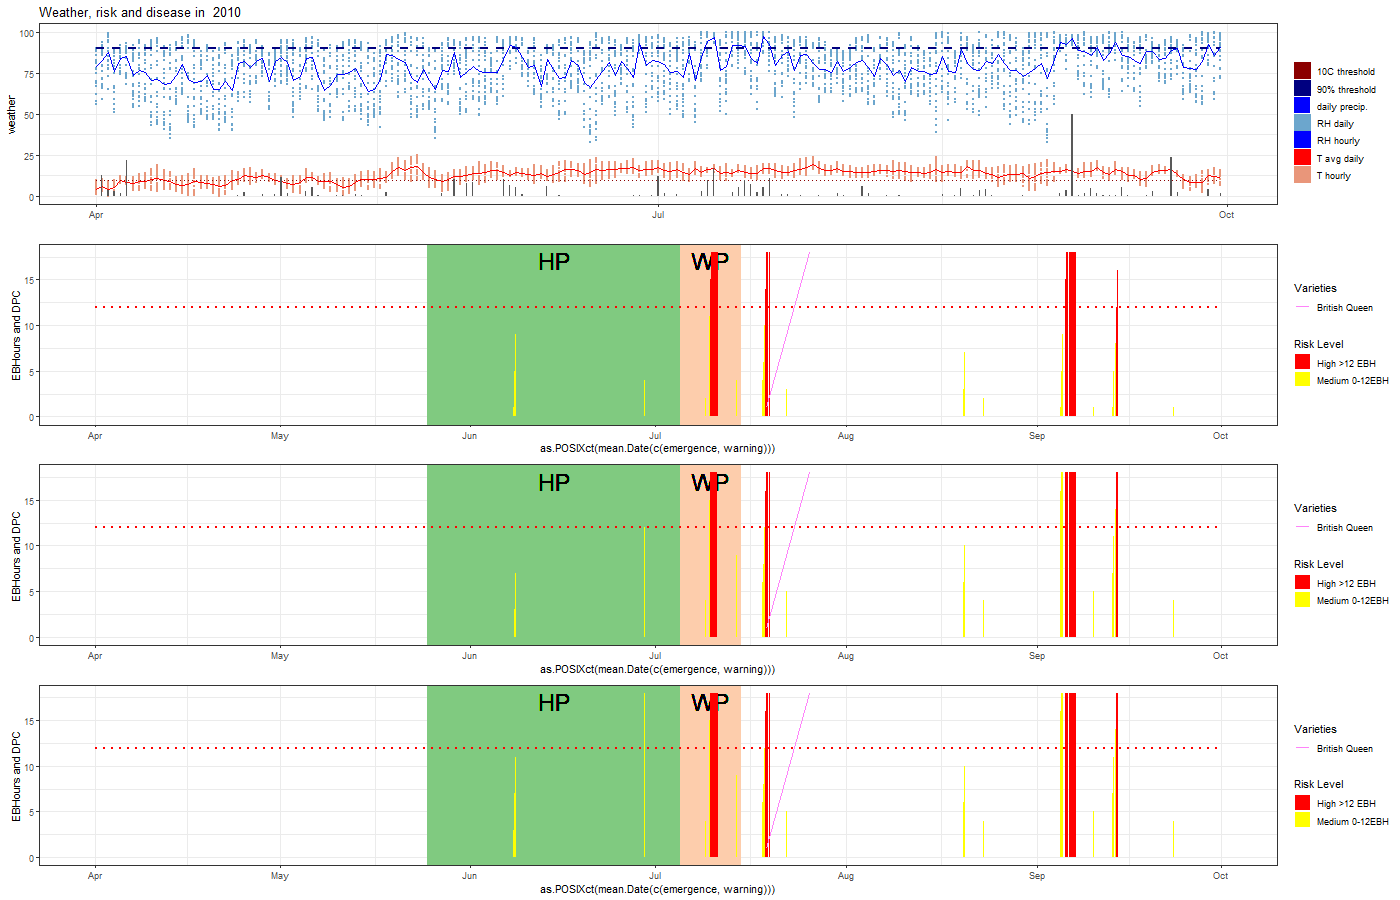 Weather, risk and disease in  2010
weather
100
75
50
25
0
Apr
Jul
Oct
10C threshold
90% threshold
daily precip.
RH daily
RH hourly
T avg daily
T hourly
HP
WP
EBHours and DPC
15
10
5
0
Apr
May
Jun
Jul
Aug
Sep
Oct
as.POSIXct(mean.Date(c(emergence, warning)))
Varieties
British Queen
Risk Level
High >12 EBH
Medium 0-12EBH
HP
WP
EBHours and DPC
15
10
5
0
Apr
May
Jun
Jul
Aug
Sep
Oct
as.POSIXct(mean.Date(c(emergence, warning)))
Varieties
British Queen
Risk Level
High >12 EBH
Medium 0-12EBH
HP
WP
EBHours and DPC
15
10
5
0
Apr
May
Jun
Jul
Aug
Sep
Oct
as.POSIXct(mean.Date(c(emergence, warning)))
Varieties
British Queen
Risk Level
High >12 EBH
Medium 0-12EBH